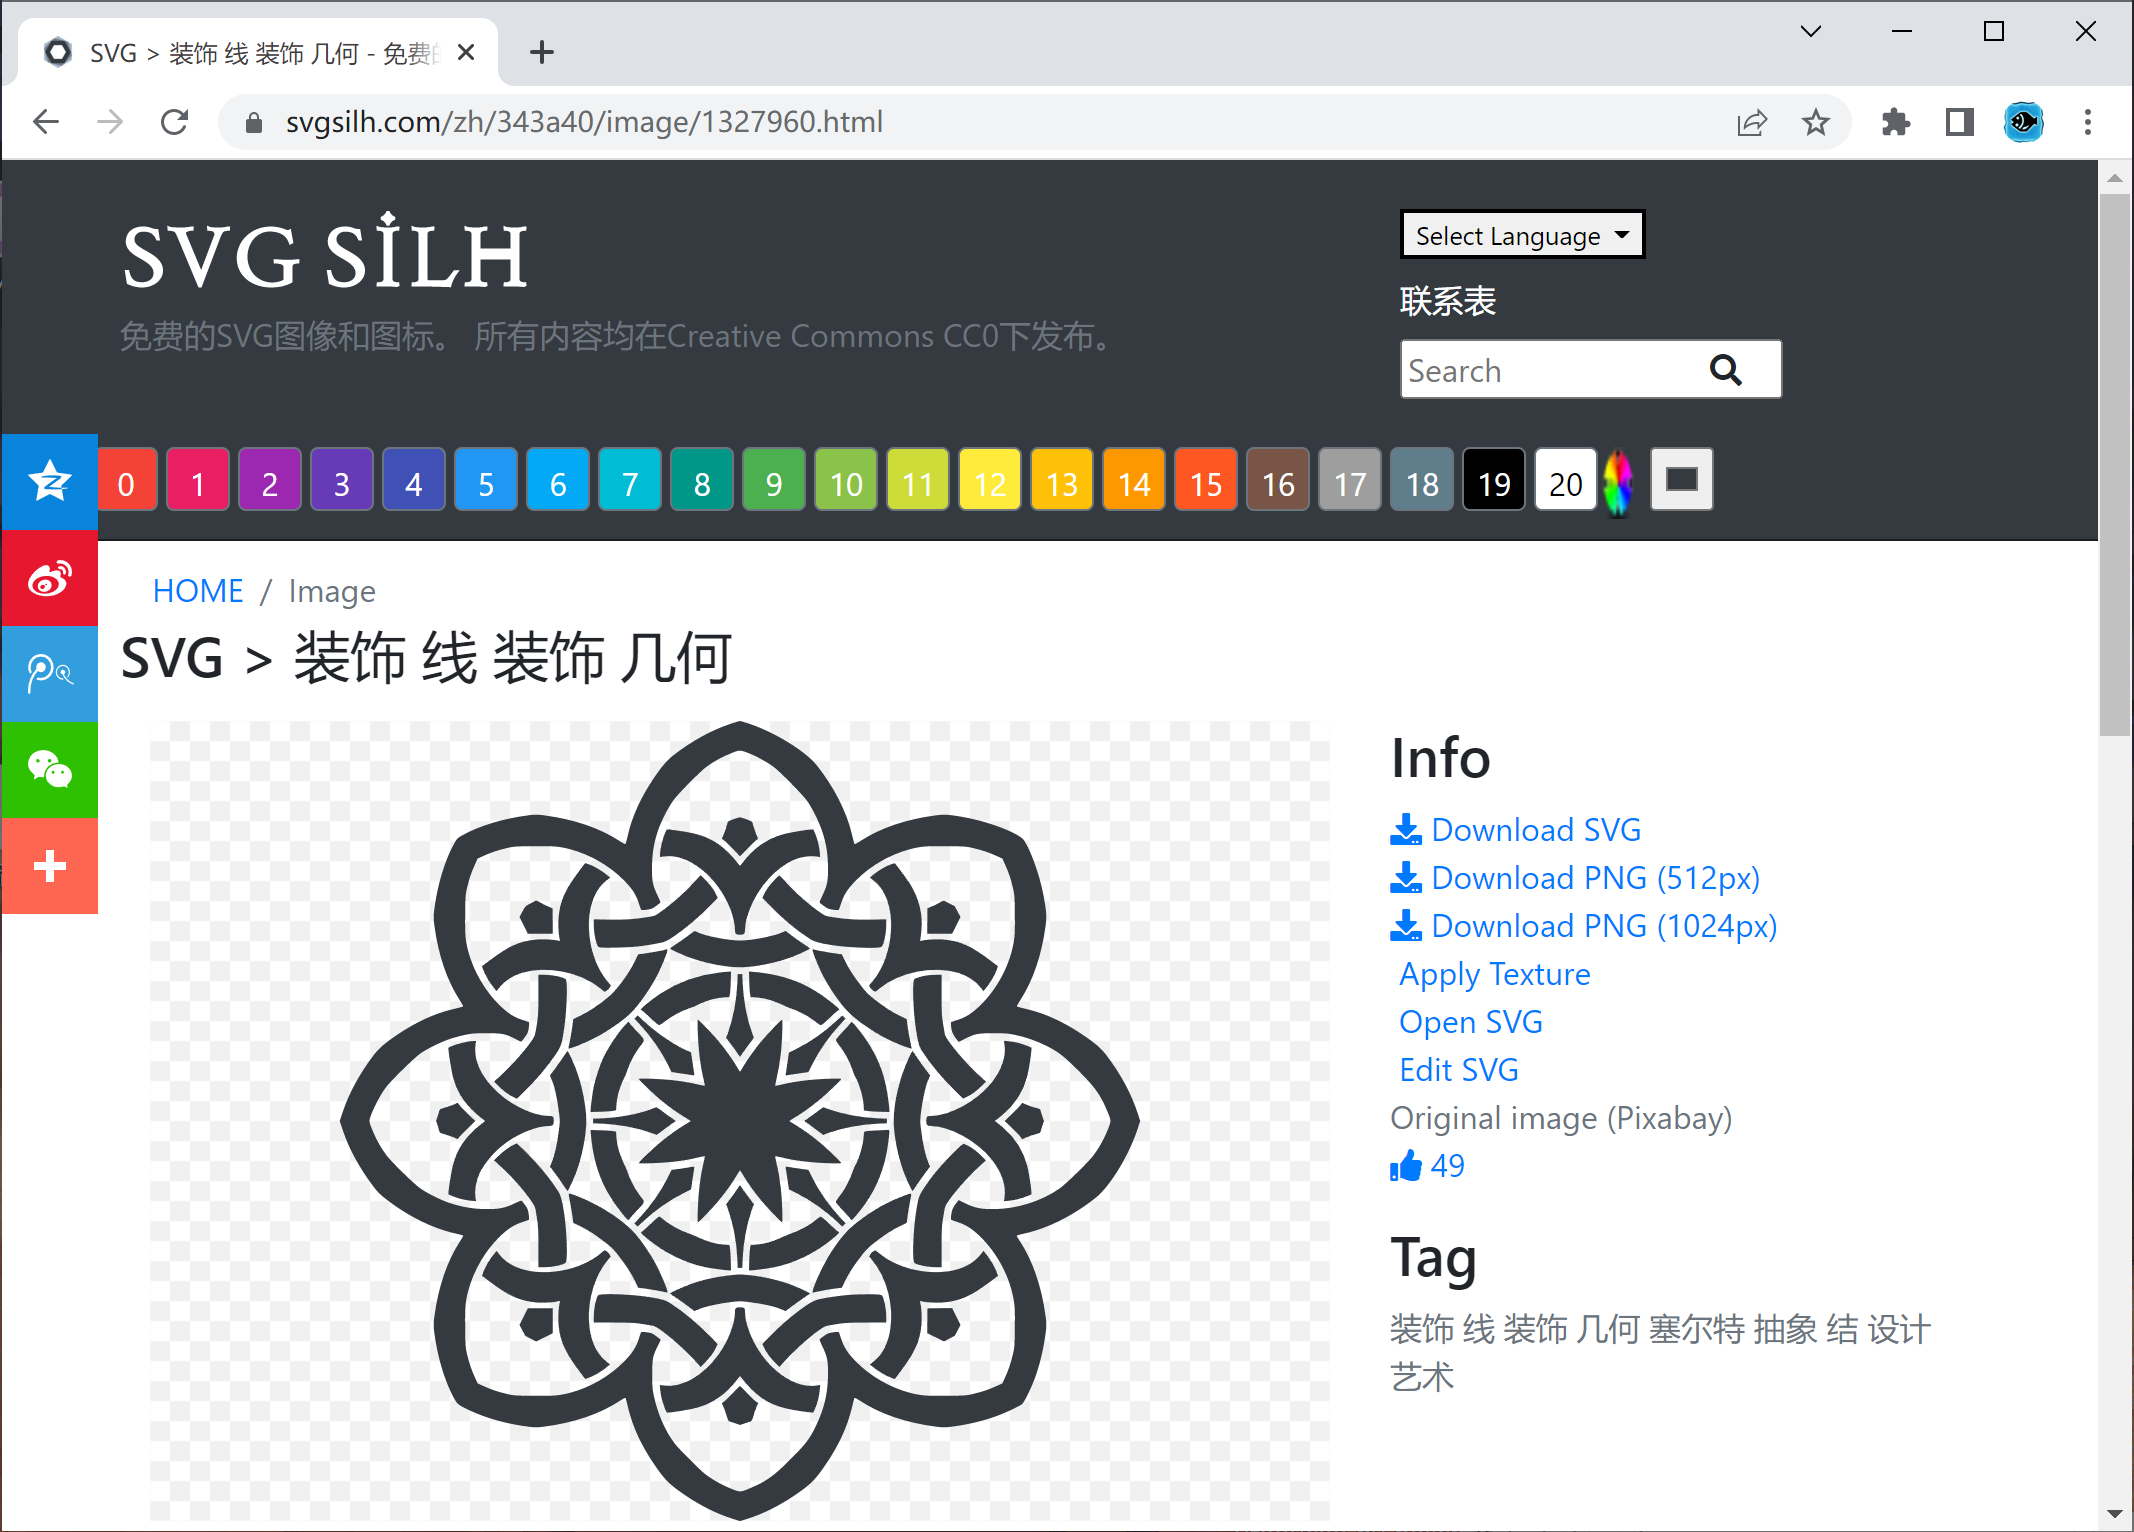 SVG > 装饰 线 装饰 几何 - 免费
svgsilh.com/zh/343a40/image/1327960.html
SVG SILH
Select Language
免费的SVG图像和图标。 所有内容均在Creative Commons CC0下发布。
联系表
Search
0 1 2 3 4 5 6 7 8 9 10 11 12 13 14 15 16 17 18 19 20
HOME / Image
SVG > 装饰 线 装饰 几何
Info
Download SVG
Download PNG (512px)
Download PNG (1024px)
Apply Texture
Open SVG
Edit SVG
Original image (Pixabay)
49
Tag
装饰 线 装饰 几何 塞尔特 抽象 结 设计
艺术